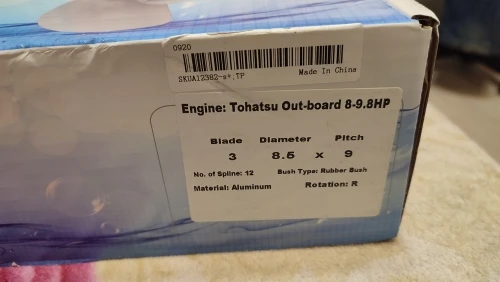 0920
SKUA12382-s*:TP Made In China
Engine: Tohatsu Out-board 8-9.8HP
Blade Diameter Pitch
3 8.5 x 9
No. of Spline: 12 Bush Type: Rubber Bush
Material: Aluminum Rotation: R